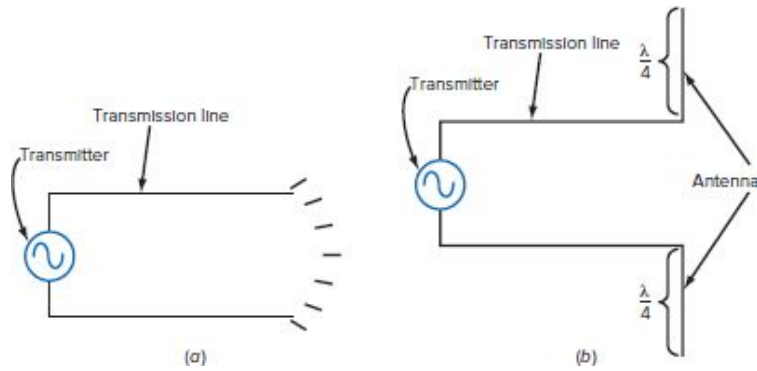 Transmission line
Transmitter
(a)
Transmission line
λ
4
Transmitter
Antenna
λ
4
(b)